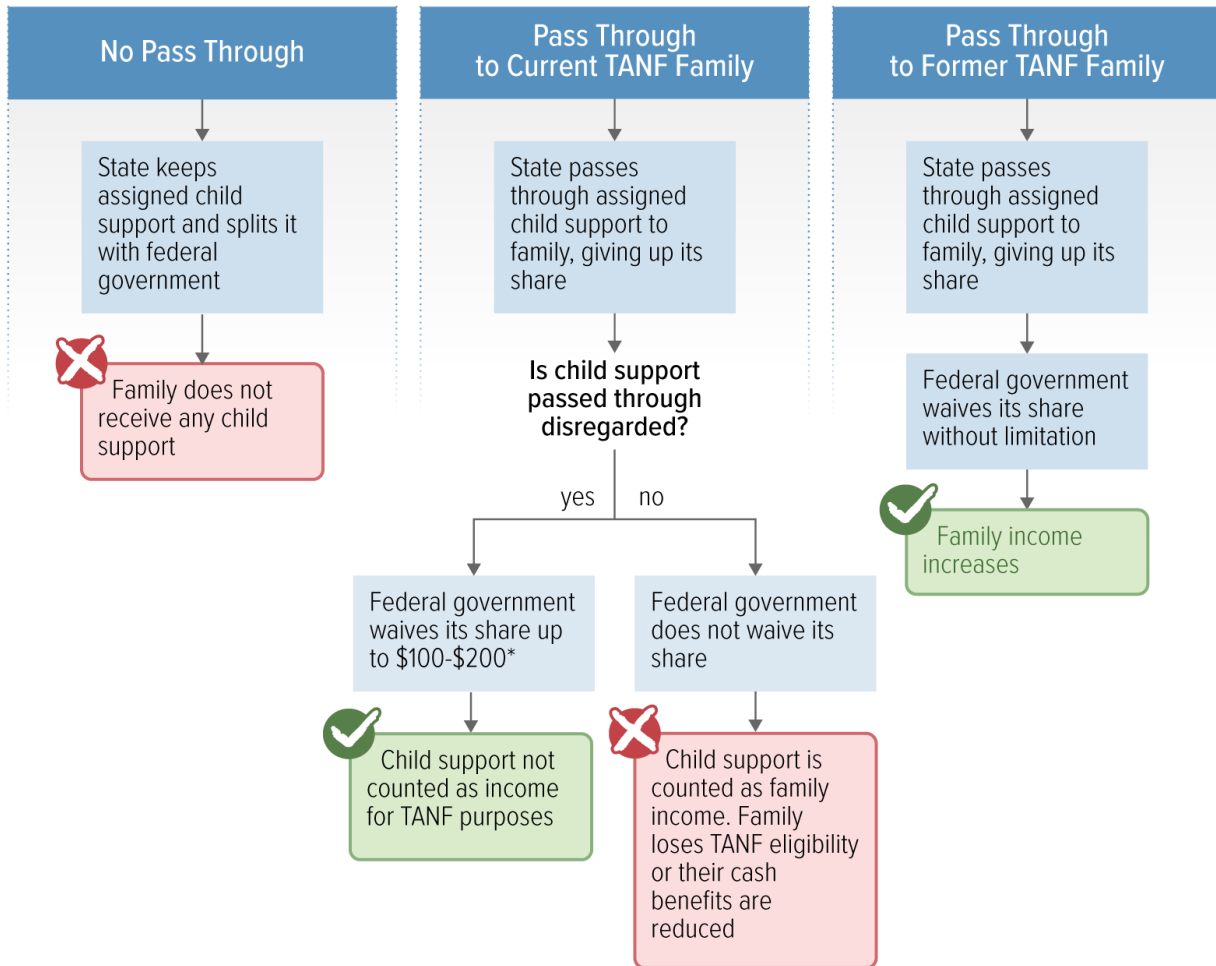 No Pass Through
State keeps
assigned child
support and splits it
with federal
government
Family does not
receive any child
support
Pass Through
to Current TANF Family
State passes
through assigned
child support to
family, giving up its
share
Is child support
passed through
disregarded?
yes
no
Federal government
waives its share up
to $100-$200*
Child support not
counted as income
for TANF purposes
Federal government
does not waive its
share
Child support is
counted as family
income. Family
loses TANF eligibility
or their cash
benefits are
reduced
Pass Through
to Former TANF Family
State passes
through assigned
child support to
family, giving up its
share
Federal government
waives its share
without limitation
Family income
increases